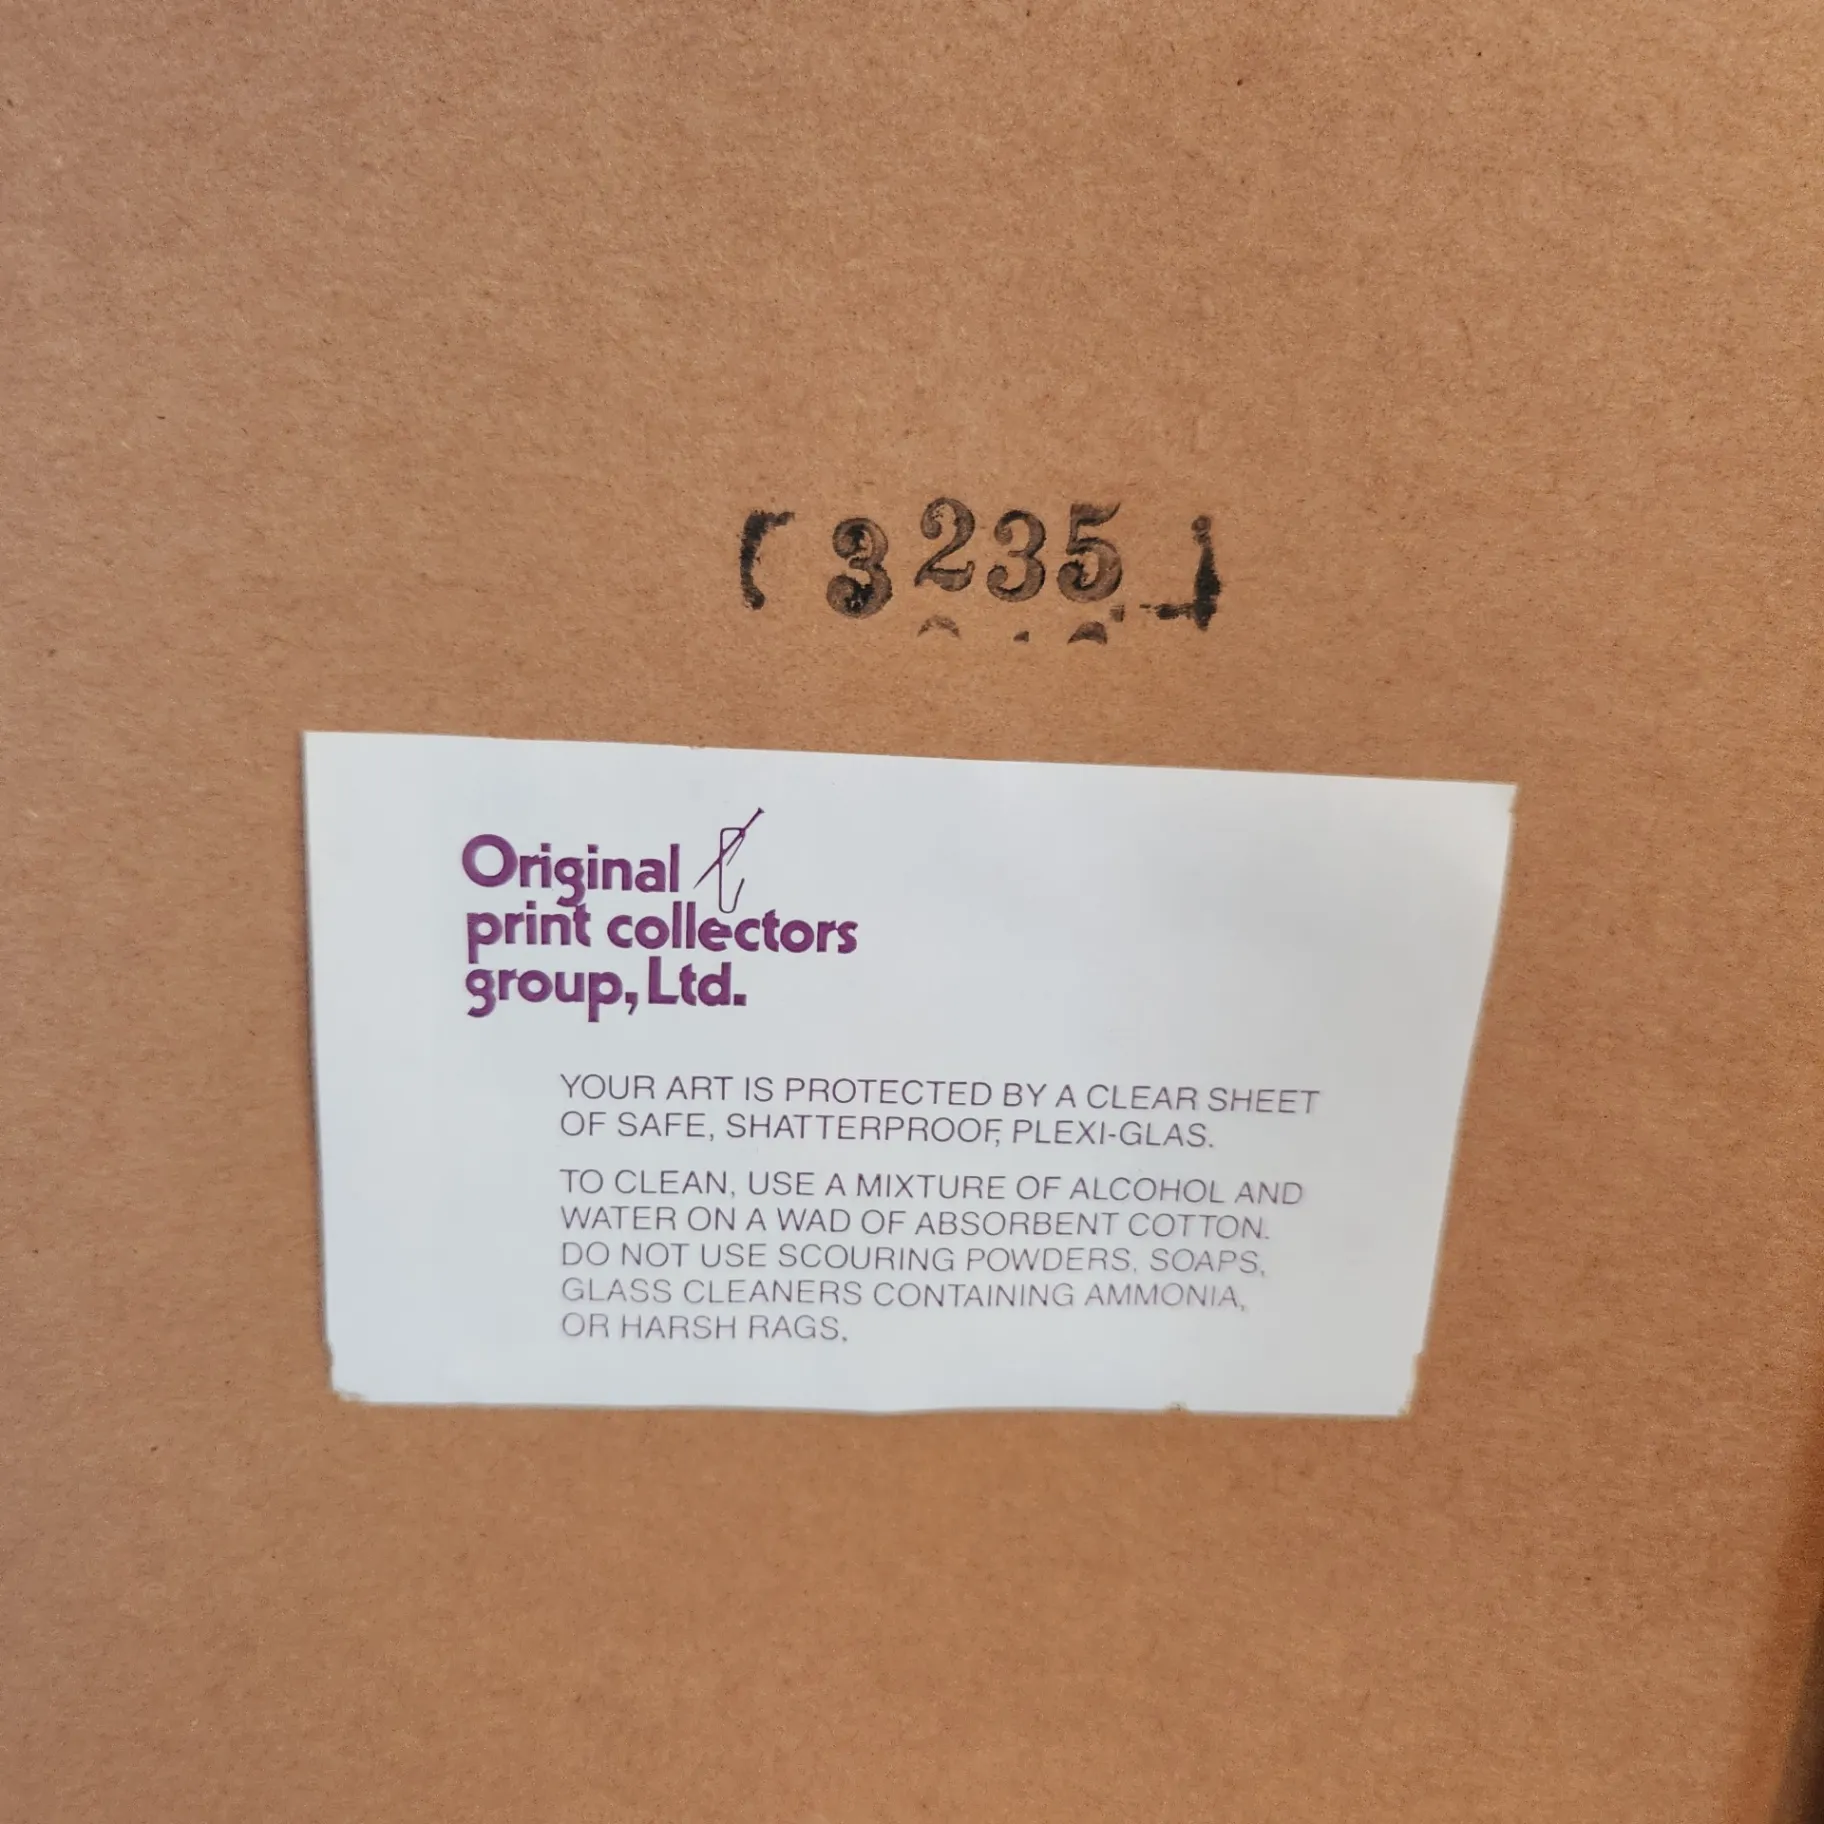 3235
Original
print collectors
group, Ltd.
YOUR ART IS PROTECTED BY A CLEAR SHEET
OF SAFE, SHATTERPROOF, PLEXI-GLAS.
TO CLEAN, USE A MIXTURE OF ALCOHOL AND
WATER ON A WAD OF ABSORBENT COTTON.
DO NOT USE SCOURING POWDERS, SOAPS,
GLASS CLEANERS CONTAINING AMMONIA,
OR HARSH RAGS.